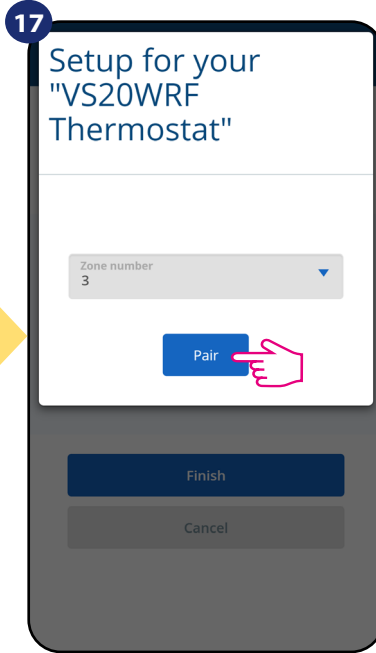 17
Setup for your
"VS20WRF
Thermostat"
Zone number
3
Pair
Finish
Cancel